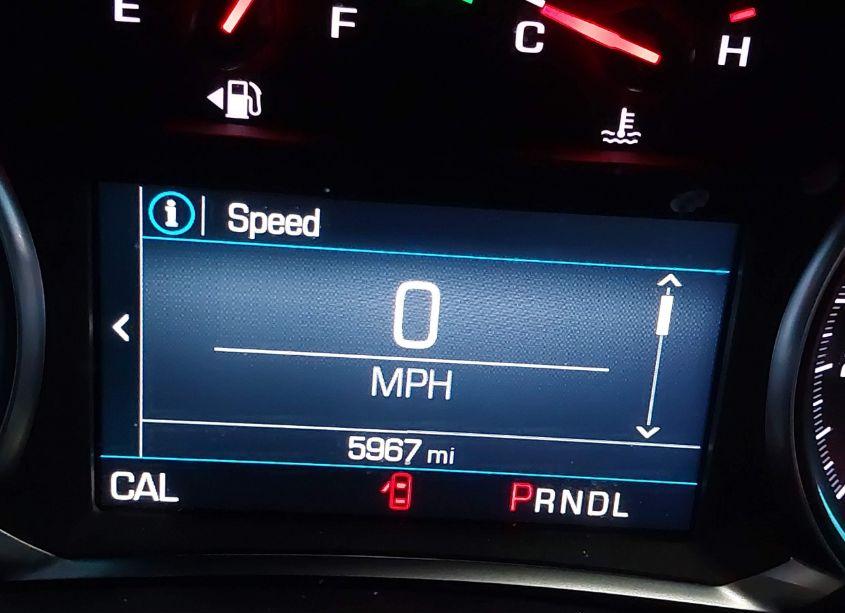 E F C H
i Speed
0
MPH
5967 mi
CAL PRNDL